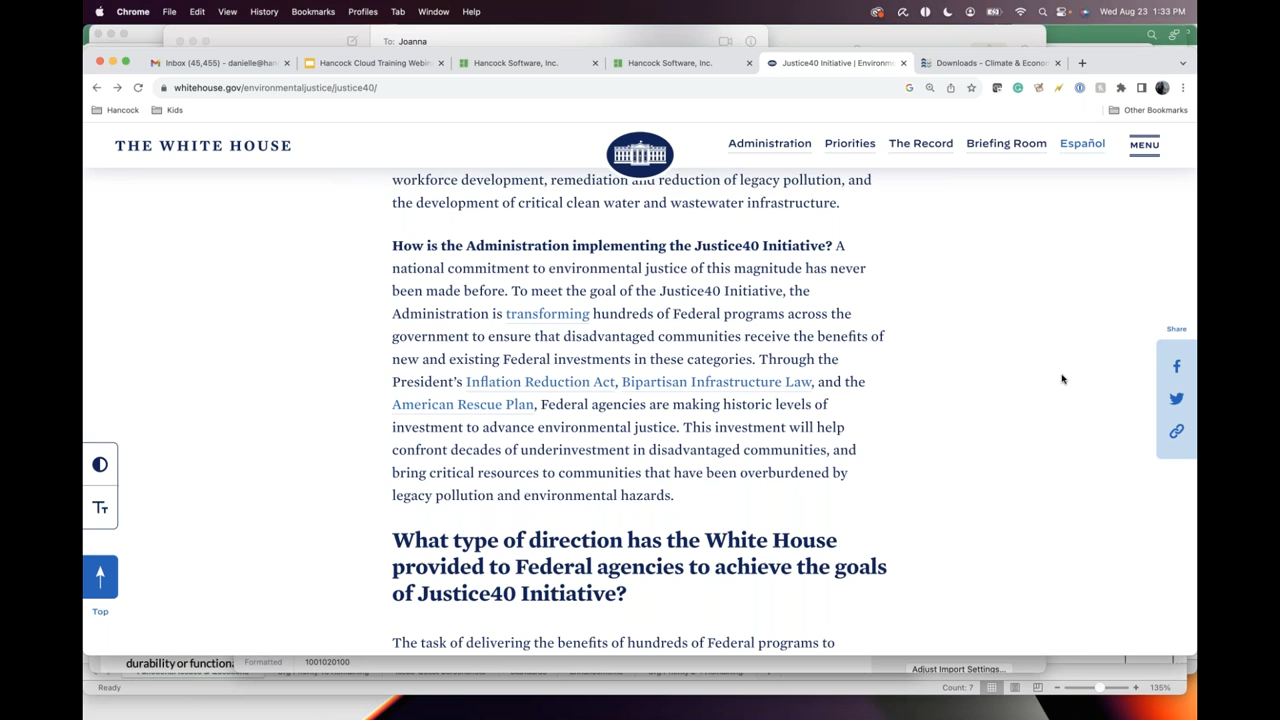 Chrome File Edit View History Bookmarks Profiles Tab Window Help Wed Aug 23 1:33 PM
To: Joanna
Inbox (45,455) - danielle@han
Hancock Cloud Training Webin
Hancock Software, Inc.
Hancock Software, Inc.
Justice40 Initiative | Environme
Downloads - Climate & Econom
whitehouse.gov/environmentaljustice/justice40/
Hancock Kids Other Bookmarks
THE WHITE HOUSE
Administration Priorities The Record Briefing Room Español MENU
workforce development, remediation and reduction of legacy pollution, and
the development of critical clean water and wastewater infrastructure.
How is the Administration implementing the Justice40 Initiative? A
national commitment to environmental justice of this magnitude has never
been made before. To meet the goal of the Justice40 Initiative, the
Administration is transforming hundreds of Federal programs across the
government to ensure that disadvantaged communities receive the benefits of
new and existing Federal investments in these categories. Through the
President’s Inflation Reduction Act, Bipartisan Infrastructure Law, and the
American Rescue Plan, Federal agencies are making historic levels of
investment to advance environmental justice. This investment will help
confront decades of underinvestment in disadvantaged communities, and
bring critical resources to communities that have been overburdened by
legacy pollution and environmental hazards.
What type of direction has the White House
provided to Federal agencies to achieve the goals
of Justice40 Initiative?
The task of delivering the benefits of hundreds of Federal programs to
Share
Tт
Top
durability or functiona
Formatted 1001020100
Adjust Import Settings...
Ready
Count: 7
135%